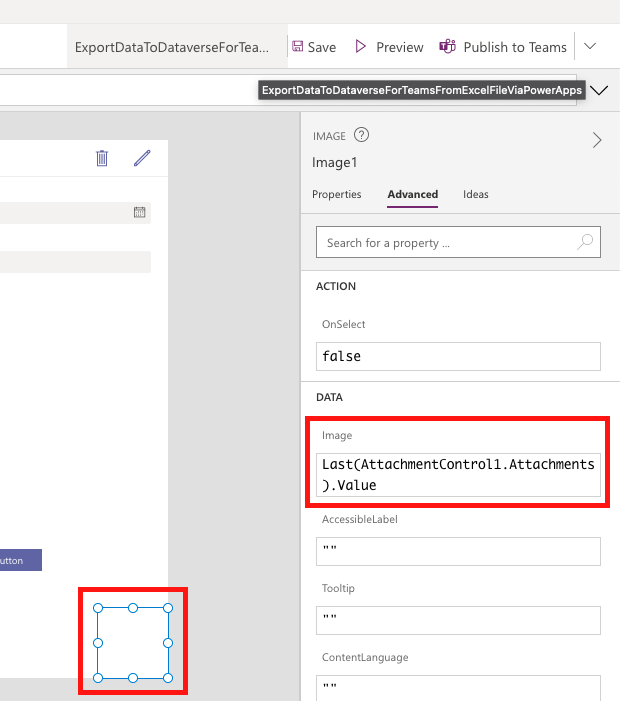 ExportDataToDataverseForTea... Save Preview Publish to Teams
ExportDataToDataverseForTeamsFromExcelFileViaPowerApps
IMAGE ?
Image1
Properties Advanced Ideas
Search for a property ...
ACTION
OnSelect
false
DATA
Image
Last(AttachmentControl1.Attachments
).Value
AccessibleLabel
""
Tooltip
""
ContentLanguage
""
utton